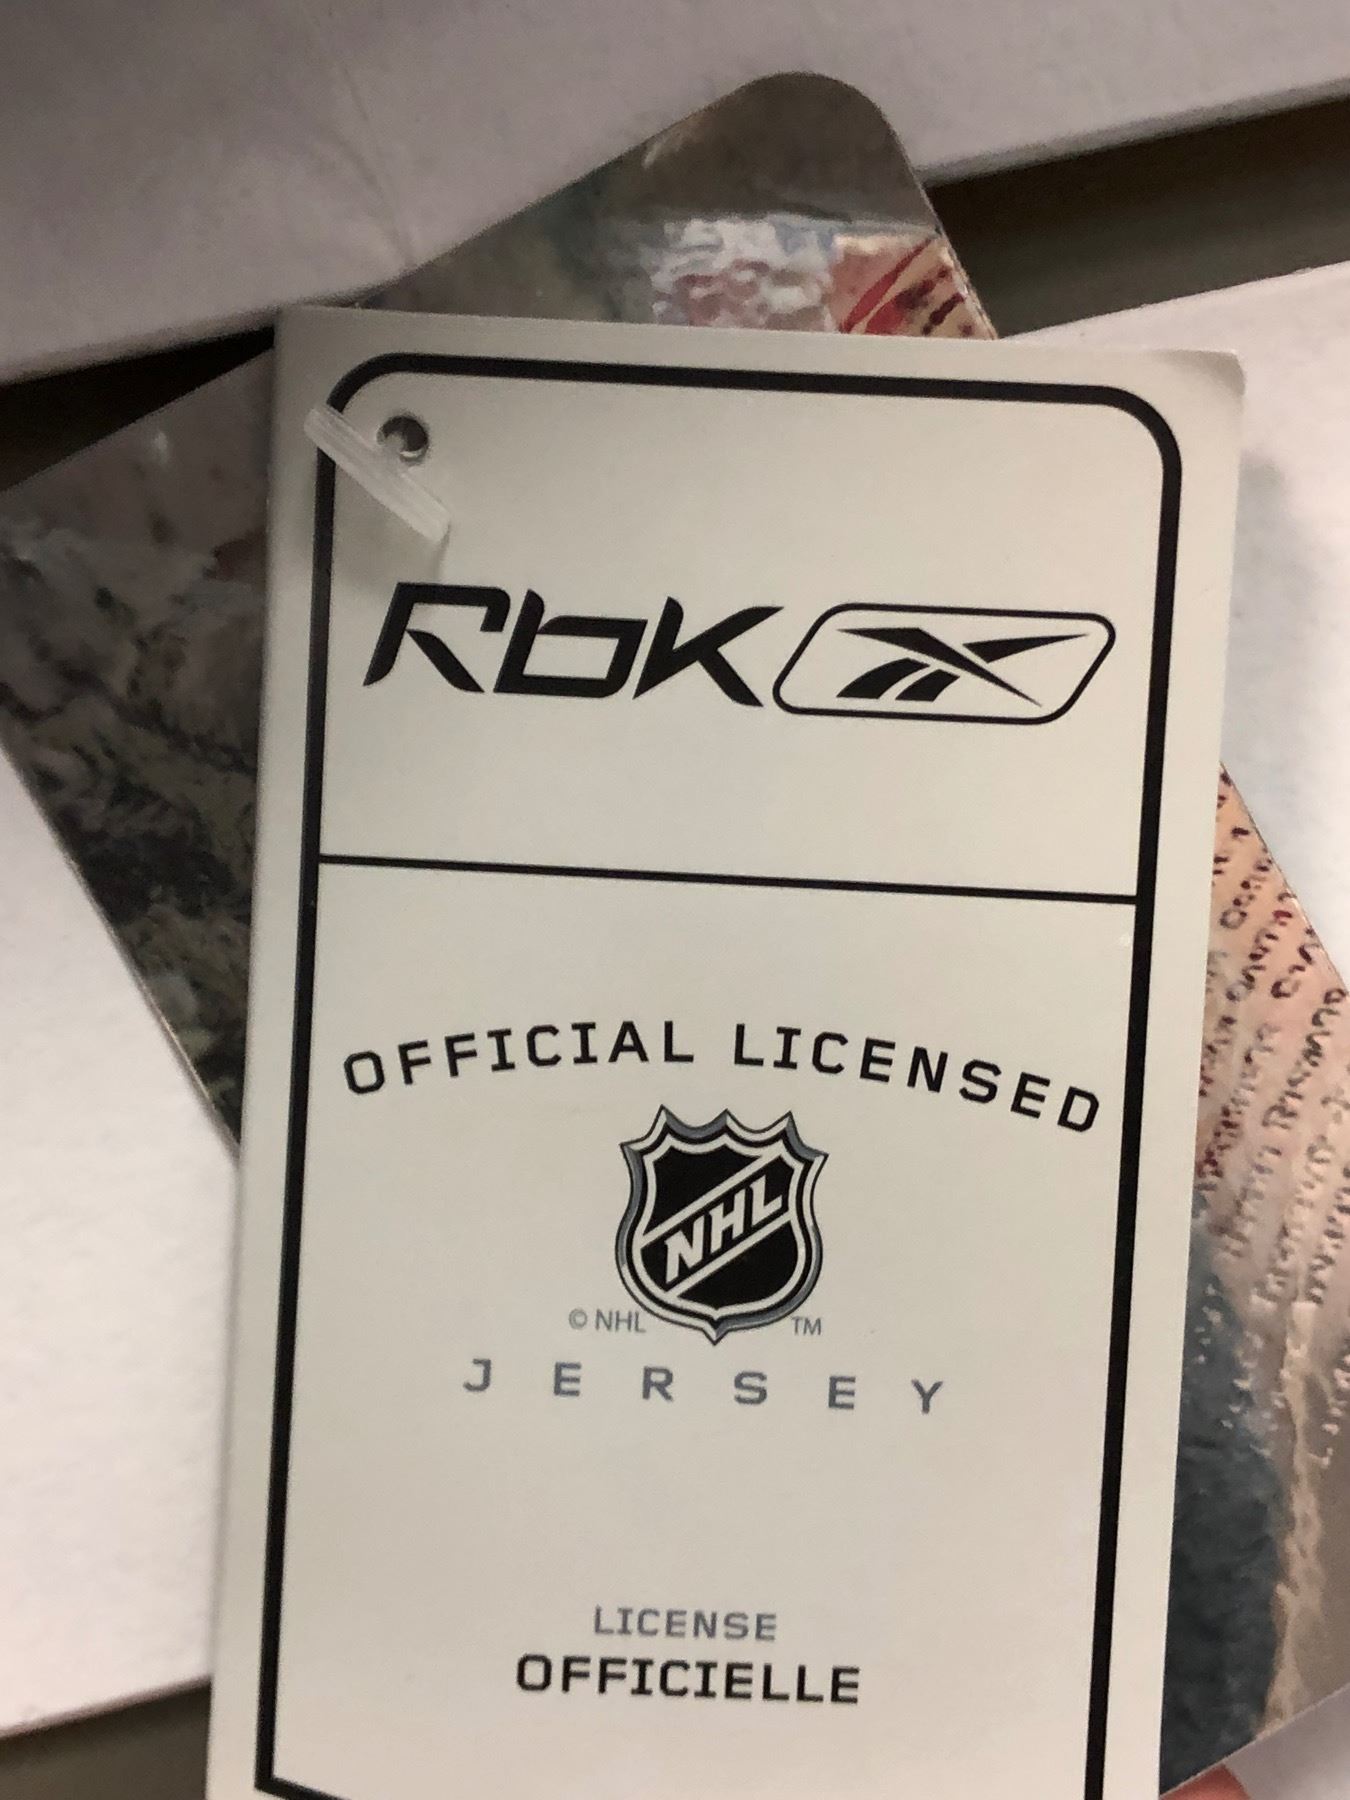 RbK
OFFICIAL LICENSED
NHL
© NHL TM
JERSEY
LICENSE
OFFICIELLE